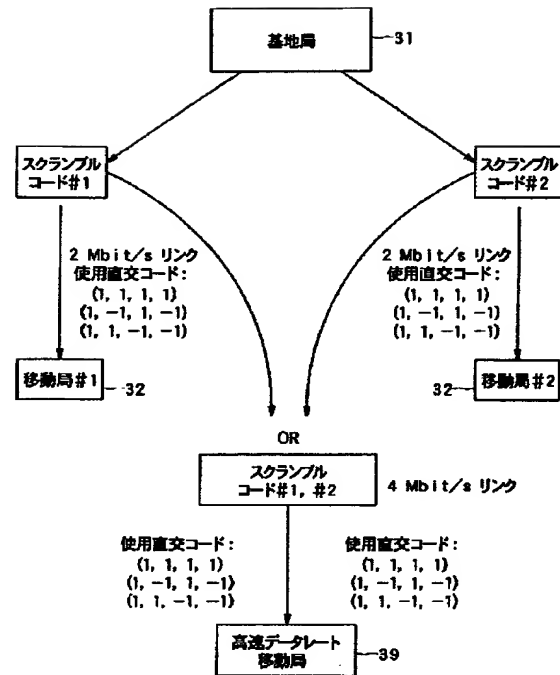 基地局
31
スクランブル
コード#1
スクランブル
コード#2
2 Mbit/s リンク
使用直交コード:
(1, 1, 1, 1)
(1, -1, 1, -1)
(1, 1, -1, -1)
2 Mbit/s リンク
使用直交コード:
(1, 1, 1, 1)
(1, -1, 1, -1)
(1, 1, -1, -1)
移動局#1
32
32
移動局#2
OR
スクランブル
コード#1, #2
4 Mbit/s リンク
使用直交コード:
(1, 1, 1, 1)
(1, -1, 1, -1)
(1, 1, -1, -1)
使用直交コード:
(1, 1, 1, 1)
(1, -1, 1, -1)
(1, 1, -1, -1)
高速データレート
移動局
39